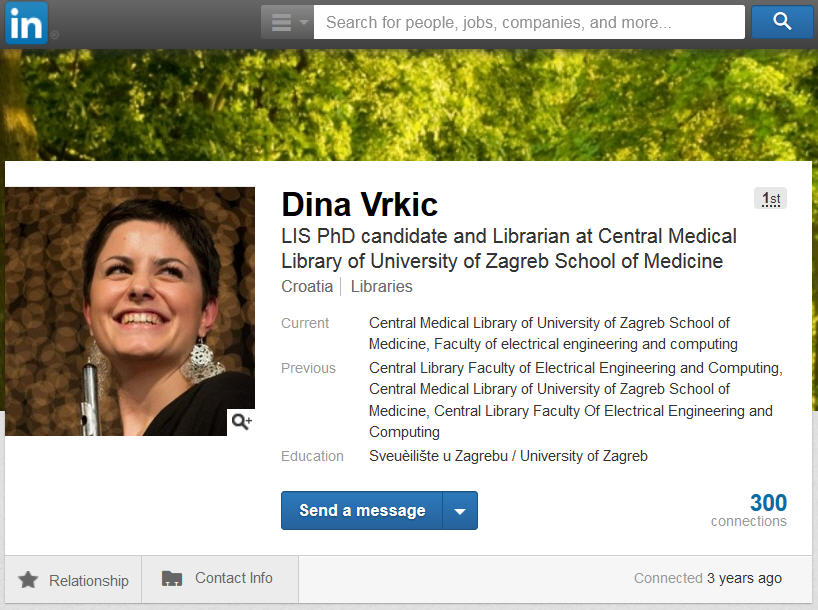 in®
Search for people, jobs, companies, and more...
Dina Vrkic
1st
LIS PhD candidate and Librarian at Central Medical
Library of University of Zagreb School of Medicine
Croatia | Libraries
Current Central Medical Library of University of Zagreb School of
Medicine, Faculty of electrical engineering and computing
Previous Central Library Faculty of Electrical Engineering and Computing,
Central Medical Library of University of Zagreb School of
Medicine, Central Library Faculty Of Electrical Engineering and
Computing
Education Sveuèilište u Zagrebu / University of Zagreb
Send a message
300
connections
Relationship Contact Info Connected 3 years ago